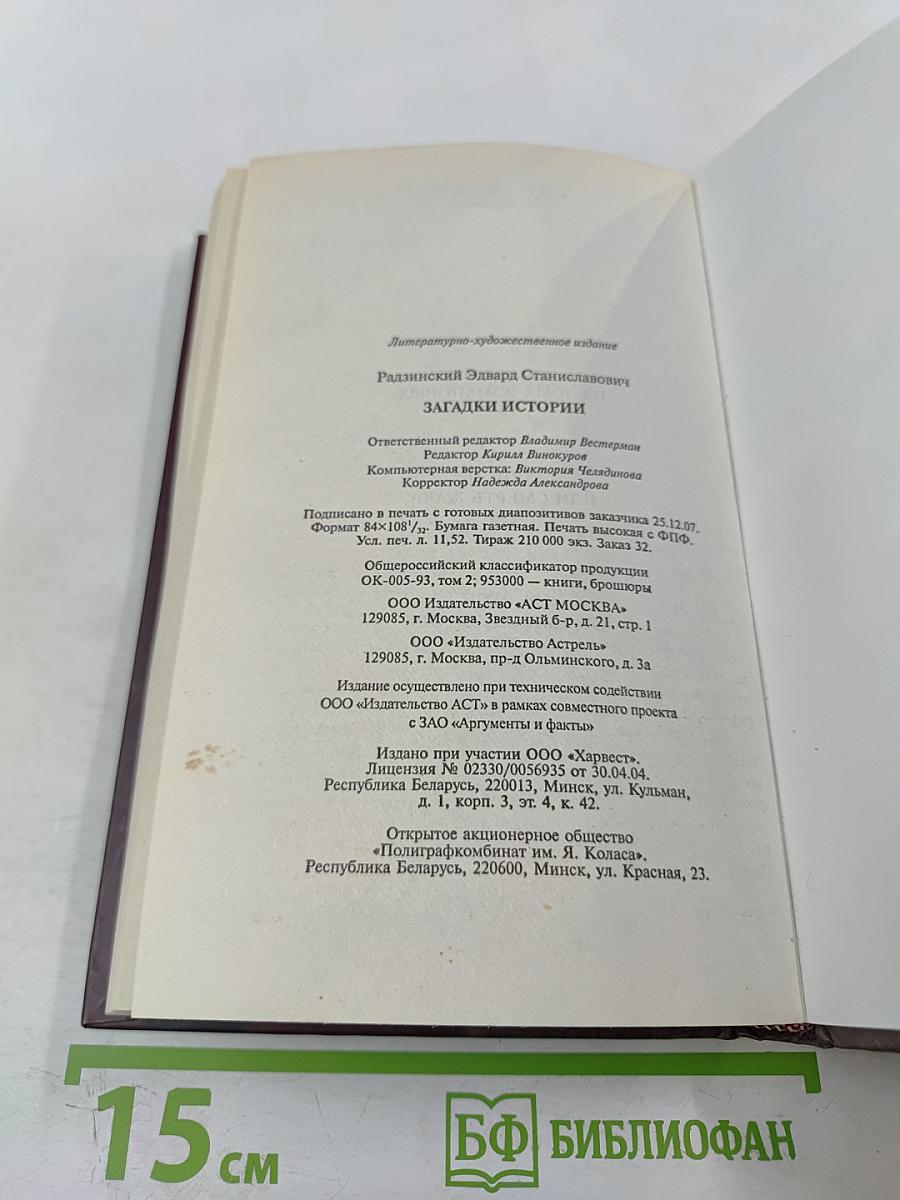 Литературно-художественное издание
Радзинский Эдвард Станиславович
ЗАГАДКИ ИСТОРИИ
Ответственный редактор Владимир Вестерман
Редактор Кирилл Винокуров
Компьютерная верстка: Виктория Челядинова
Корректор Надежда Александрова
Подписано в печать с готовых диапозитивов заказчика 25.12.07.
Формат 84×108¹/₃₂. Бумага газетная. Печать высокая с ФПФ.
Усл. печ. л. 11,52. Тираж 210 000 экз. Заказ 32.
Общероссийский классификатор продукции
ОК-005-93, том 2; 953000 — книги, брошюры
ООО Издательство «АСТ МОСКВА»
129085, г. Москва, Звездный б-р, д. 21, стр. 1
ООО «Издательство Астрель»
129085, г. Москва, пр-д Ольминского, д. 3а
Издание осуществлено при техническом содействии
ООО «Издательство АСТ» в рамках совместного проекта
с ЗАО «Аргументы и факты»
Издано при участии ООО «Харвест».
Лицензия № 02330/0056935 от 30.04.04.
Республика Беларусь, 220013, Минск, ул. Кульман,
д. 1, корп. 3, эт. 4, к. 42.
Открытое акционерное общество
«Полиграфкомбинат им. Я. Коласа».
Республика Беларусь, 220600, Минск, ул. Красная, 23.
15 см
БФ БИБЛИОФАН